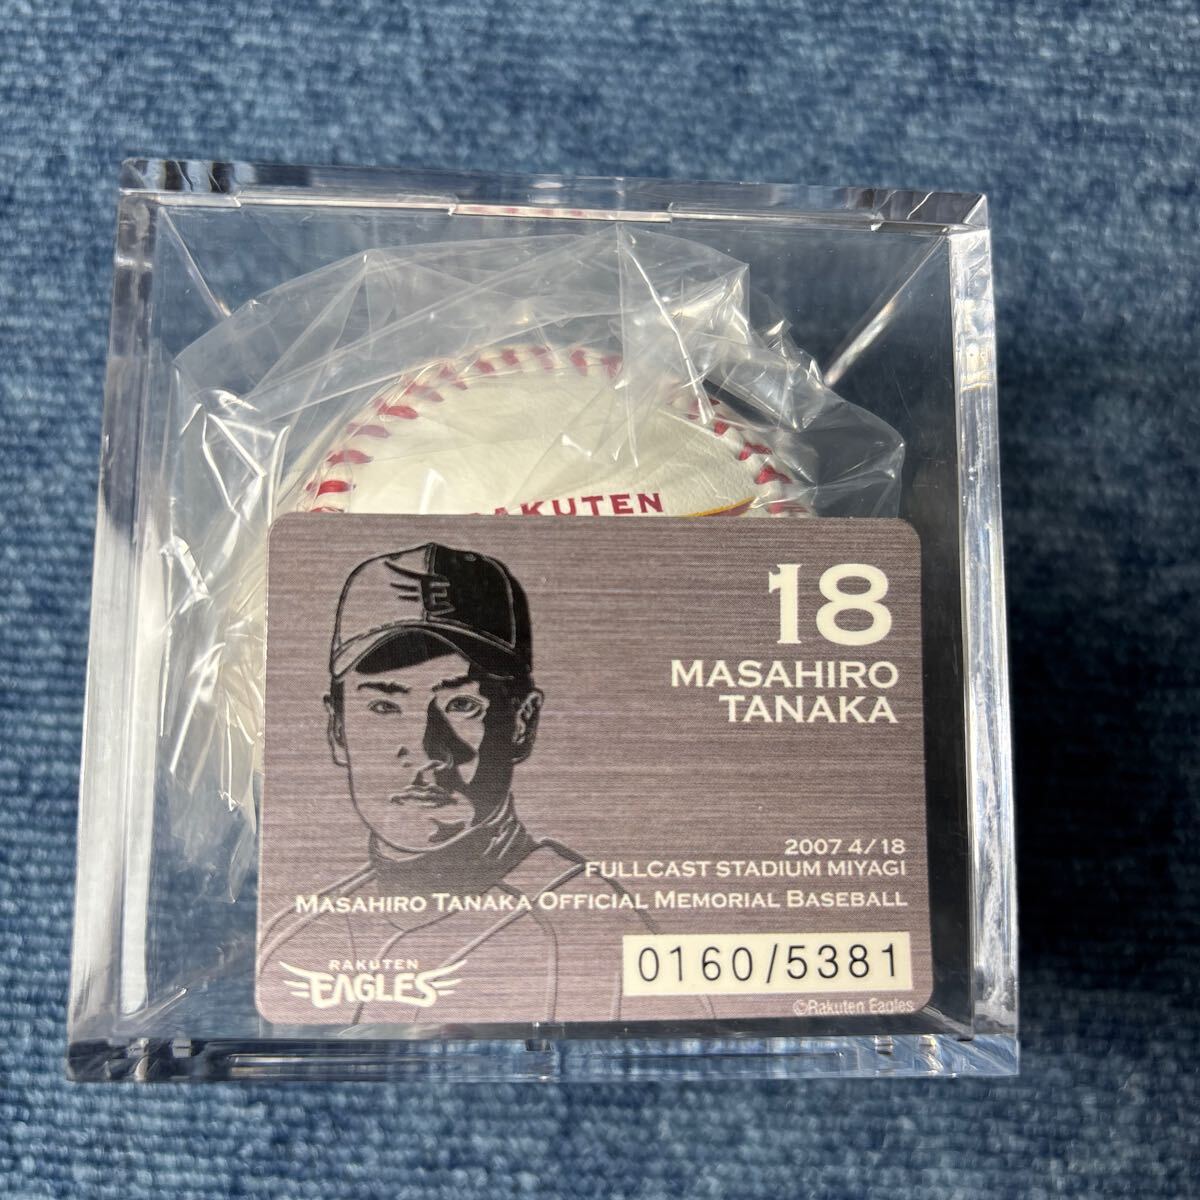 RAKUTEN
E
18
MASAHIRO
TANAKA
2007 4/18
FULLCAST STADIUM MIYAGI
MASAHIRO TANAKA OFFICIAL MEMORIAL BASEBALL
0160/5381
RAKUTEN
EAGLES
©Rakuten Eagles